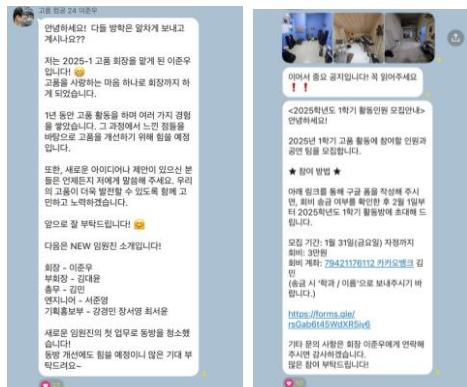 고품 컴공 24 이준우
안녕하세요! 다들 방학은 알차게 보내고
계시나요??
저는 2025-1 고품 회장을 맡게 된 이준우
입니다!
고품을 사랑하는 마음 하나로 회장까지 하
게 되었습니다.
1년 동안 고품 활동을 하며 여러 가지 경험
을 쌓았습니다. 그 과정에서 느낀 점들을
바탕으로 고품을 개선하기 위해 힘쓸 예정
입니다.
또한, 새로운 아이디어나 제안이 있으신 분
들은 언제든지 저에게 말씀해 주세요. 우리
의 고품이 더욱 발전할 수 있도록 함께 고
민하고 노력하겠습니다.
앞으로 잘 부탁드립니다!
다음은 NEW 임원진 소개입니다!
회장 - 이준우
부회장 - 김대윤
총무 - 김민
엔지니어 - 서준영
기획홍보부 - 강경민 장서영 최서윤
새로운 임원진의 첫 업무로 동방을 청소했
습니다!
동방 개선에도 힘쓸 예정이니 많은 기대 부
탁드려요~
이어서 중요 공지입니다! 꼭 읽어주세요
❗❗
<2025학년도 1학기 활동인원 모집안내>
안녕하세요!
2025년 1학기 고품 활동에 참여할 인원과
공연 팀을 모집합니다.
★ 참여 방법 ★
아래 링크를 통해 구글 폼을 작성해 주시
면, 회비 송금 여부를 확인한 후 2월 1일부
터 2025학년도 1학기 활동방에 초대해 드
립니다.
모집 기간: 1월 31일(금요일) 자정까지
회비: 3만원
회비 계좌: 79421176112 카카오뱅크 김
민
(송금 시 '학과 / 이름'으로 보내주시기 바
랍니다.)
https://forms.gle/
rsGab6t45WdXR5iv6
기타 문의 사항은 회장 이준우에게 연락해
주시면 감사하겠습니다.
많은 참여 부탁드립니다!